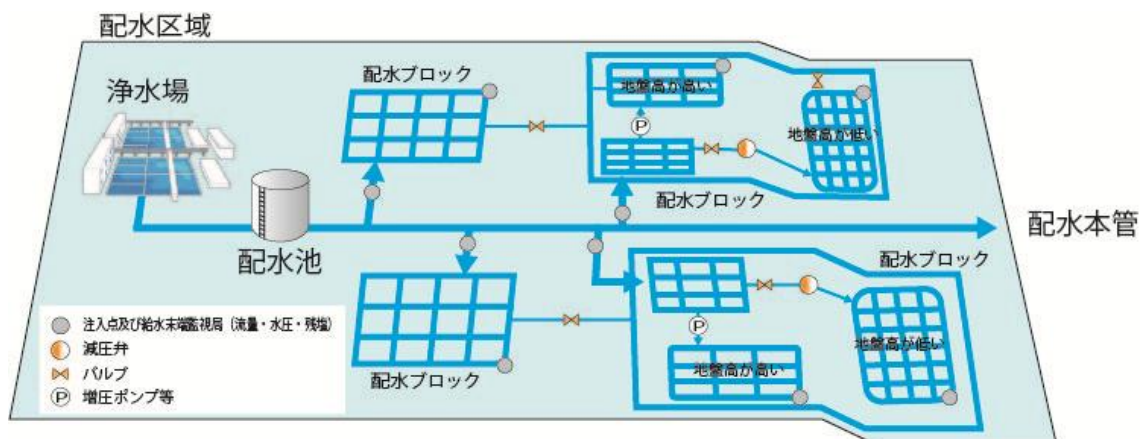 配水区域
浄水場
配水池
配水ブロック
地盤高が高い
P
地盤高が低い
配水ブロック
配水本管
配水ブロック
配水ブロック
P
地盤高が高い
地盤高が低い
注入点及び給水末端監視局（流量・水圧・残塩）
減圧弁
バルブ
P 増圧ポンプ等